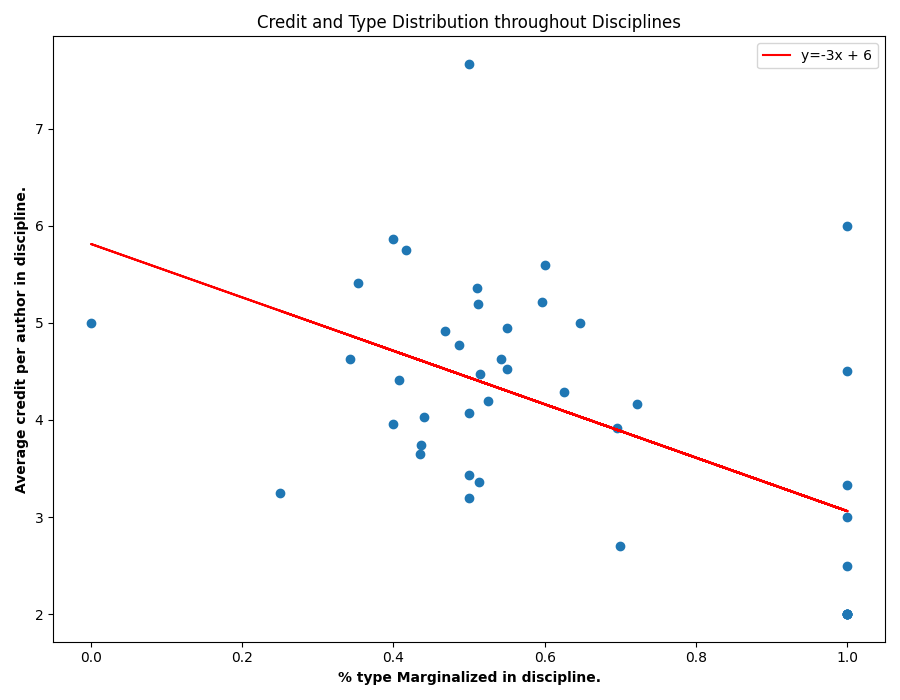 Credit and Type Distribution throughout Disciplines
y=-3x + 6
Average credit per author in discipline.
7
6
5
4
3
2
0.0 0.2 0.4 0.6 0.8 1.0
% type Marginalized in discipline.